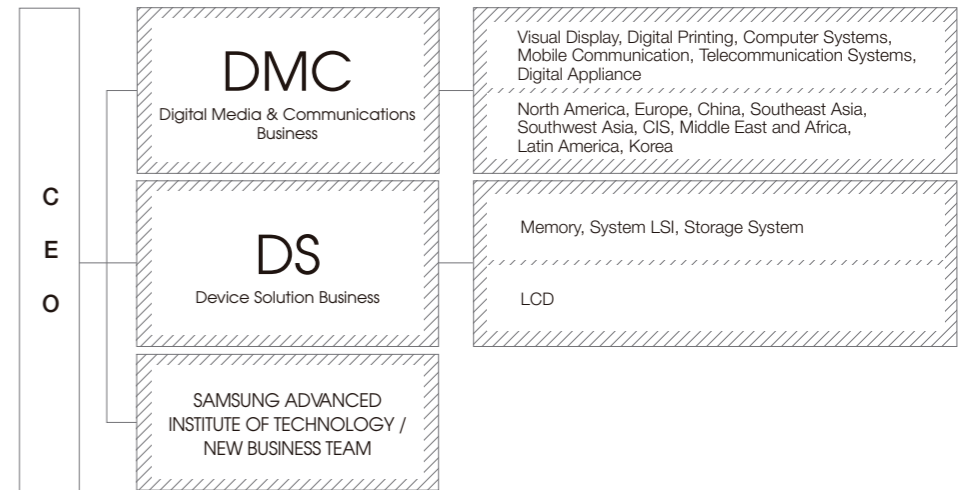 CEO
DMC
Digital Media & Communications
Business
Visual Display, Digital Printing, Computer Systems,
Mobile Communication, Telecommunication Systems,
Digital Appliance
North America, Europe, China, Southeast Asia,
Southwest Asia, CIS, Middle East and Africa,
Latin America, Korea
DS
Device Solution Business
Memory, System LSI, Storage System
LCD
SAMSUNG ADVANCED
INSTITUTE OF TECHNOLOGY /
NEW BUSINESS TEAM